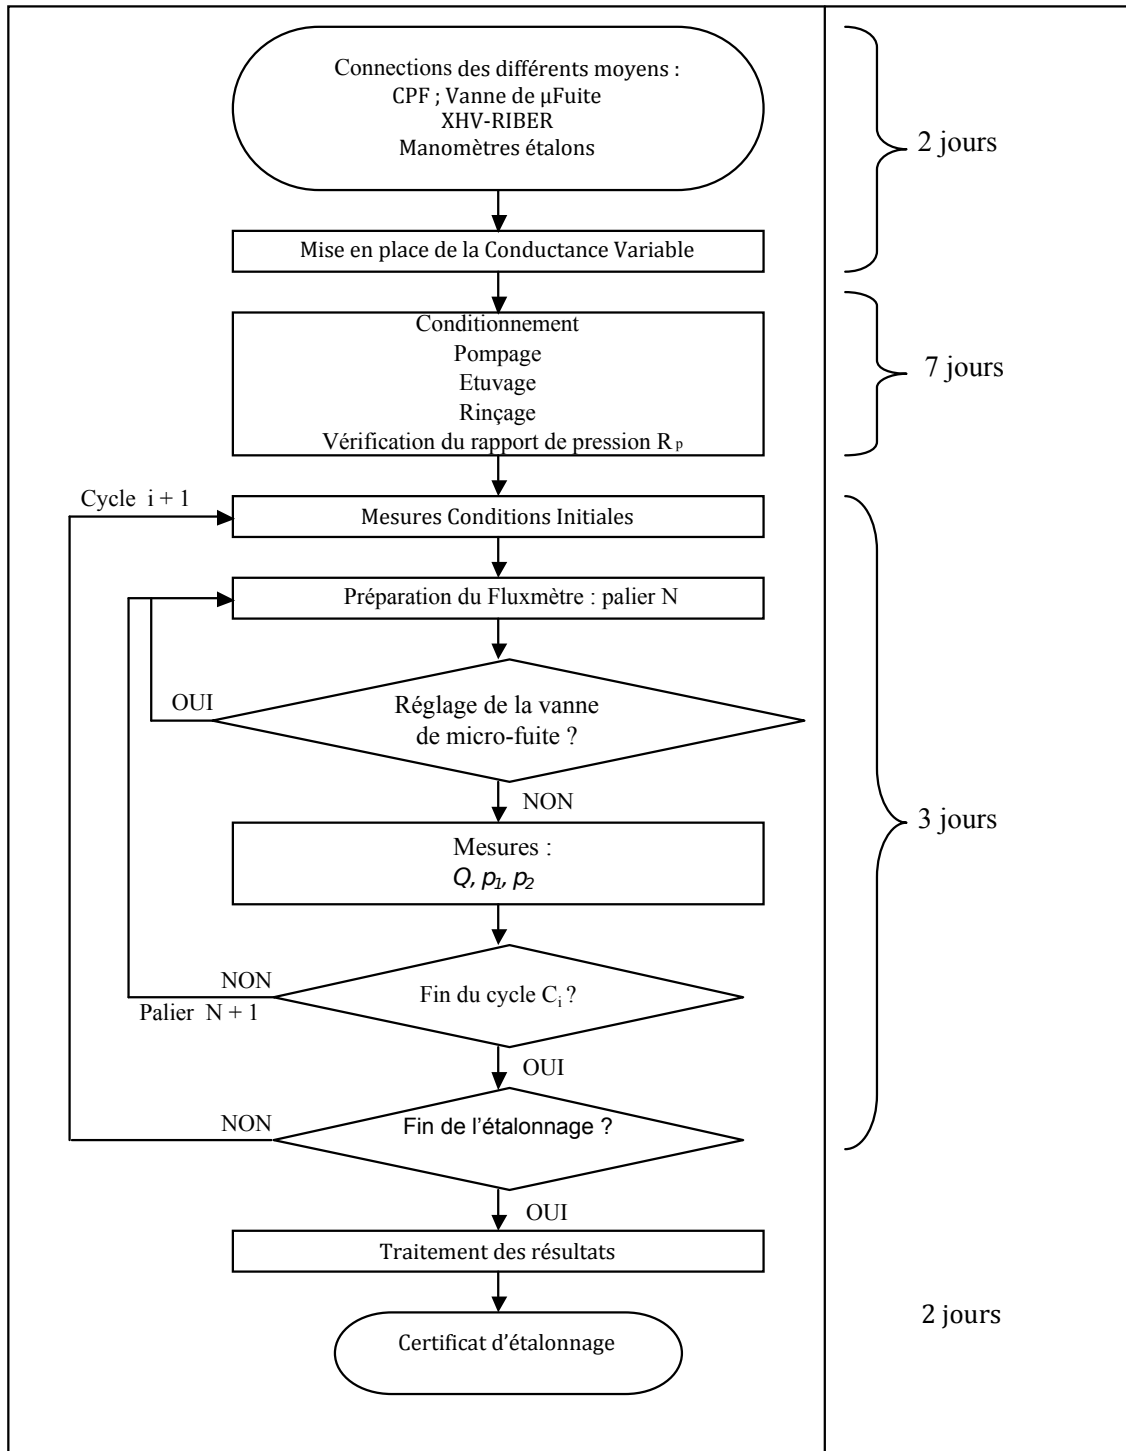 Connections des différents moyens :
CPF ; Vanne de µFuite
XHV-RIBER
Manomètres étalons
2 jours
Mise en place de la Conductance Variable
Conditionnement
Pompage
Etuvage
Rinçage
Vérification du rapport de pression Rp
7 jours
Cycle i + 1
Mesures Conditions Initiales
Préparation du Fluxmètre : palier N
OUI
Réglage de la vanne
de micro-fuite ?
NON
3 jours
Mesures :
Q, p1, p2
NON
Fin du cycle Ci ?
Palier N + 1
OUI
NON
Fin de l'étalonnage ?
OUI
Traitement des résultats
2 jours
Certificat d'étalonnage